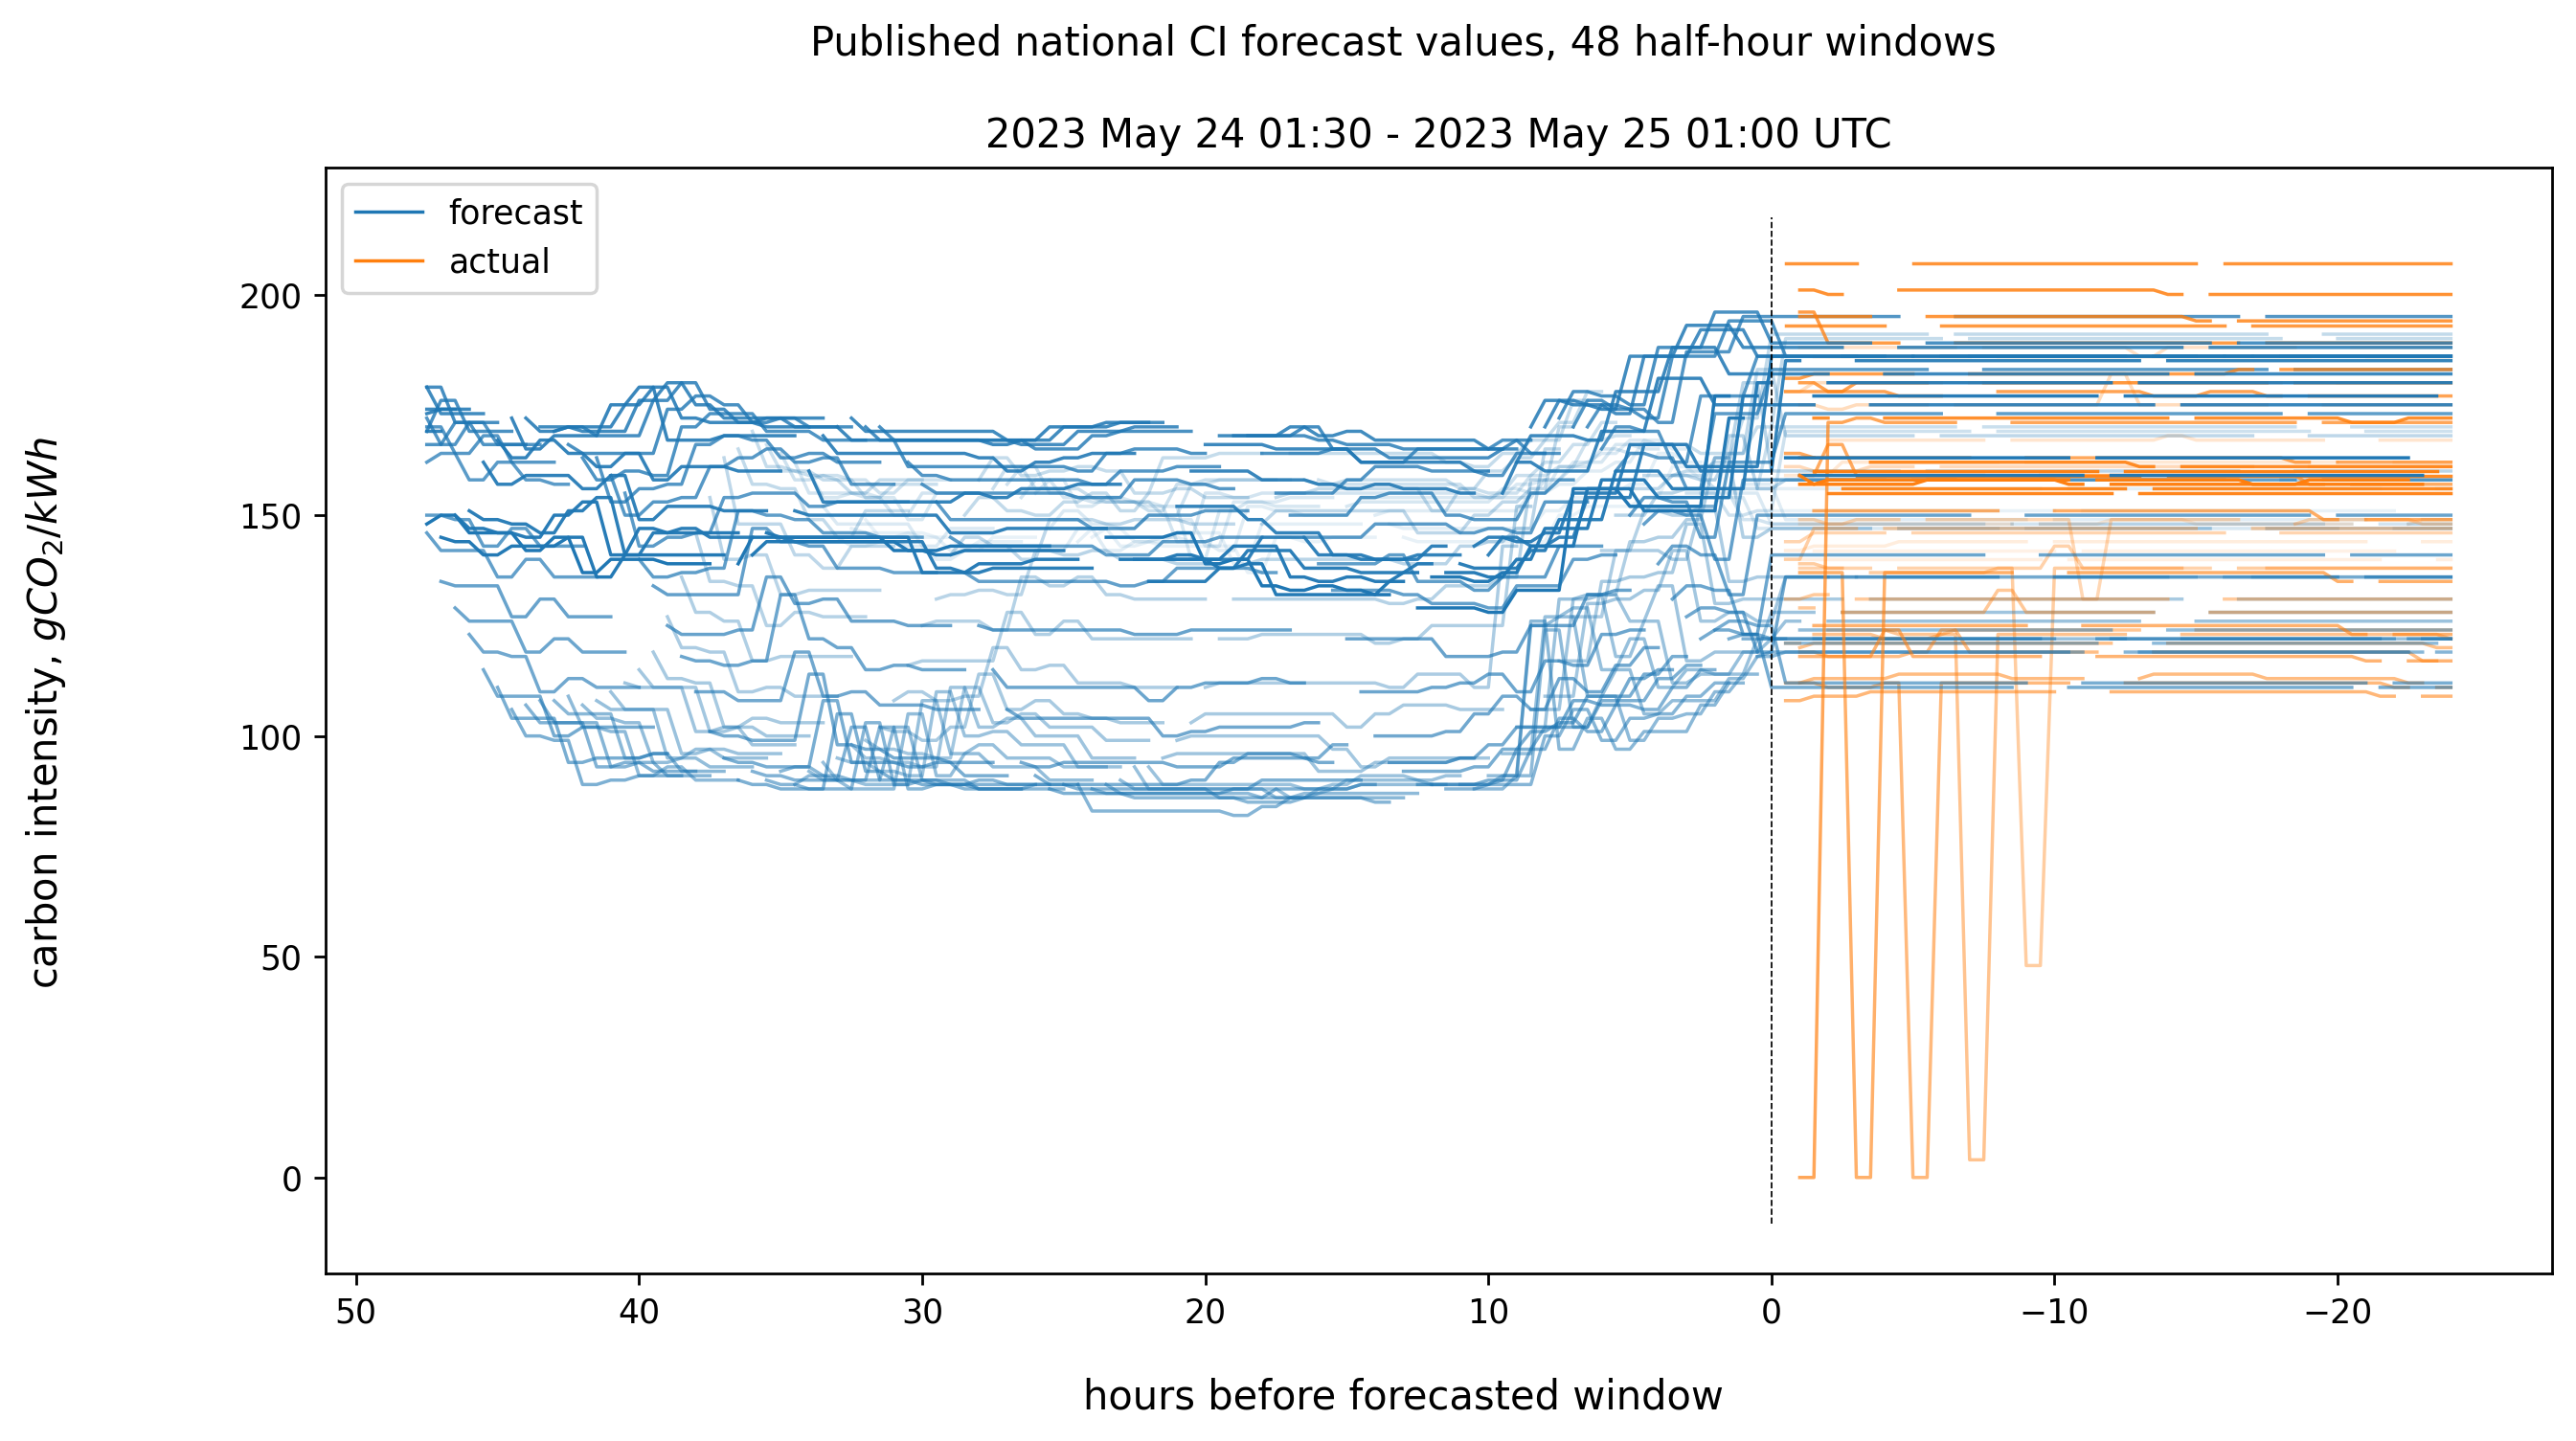 Published national CI forecast values, 48 half-hour windows
2023 May 24 01:30 - 2023 May 25 01:00 UTC
forecast
actual
carbon intensity, gCO₂/kWh
200
150
100
50
0
50 40 30 20 10 0 −10 −20
hours before forecasted window